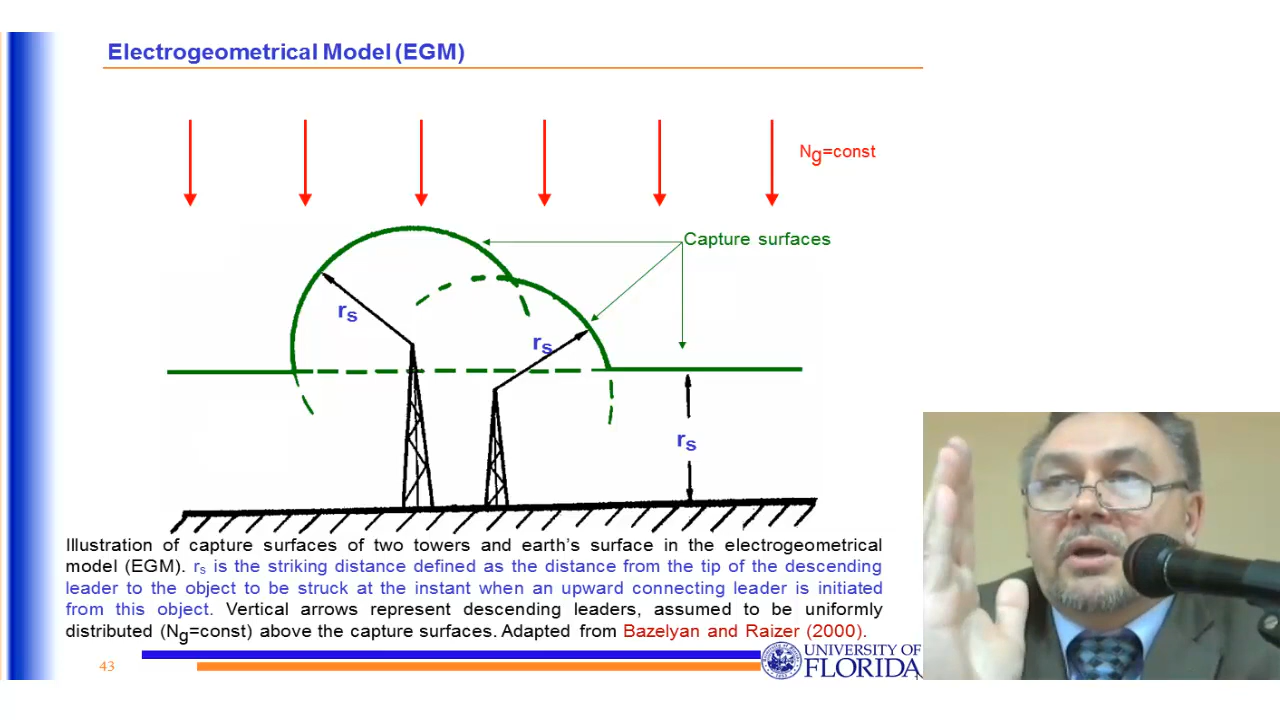 Electrogeometrical Model (EGM)
Ng=const
Capture surfaces
rs
rs
rs
Illustration of capture surfaces of two towers and earth's surface in the electrogeometrical
model (EGM). rs is the striking distance defined as the distance from the tip of the descending
leader to the object to be struck at the instant when an upward connecting leader is initiated
from this object. Vertical arrows represent descending leaders, assumed to be uniformly
distributed (Ng=const) above the capture surfaces. Adapted from Bazelyan and Raizer (2000).
43
UNIVERSITY OF
FLORIDA